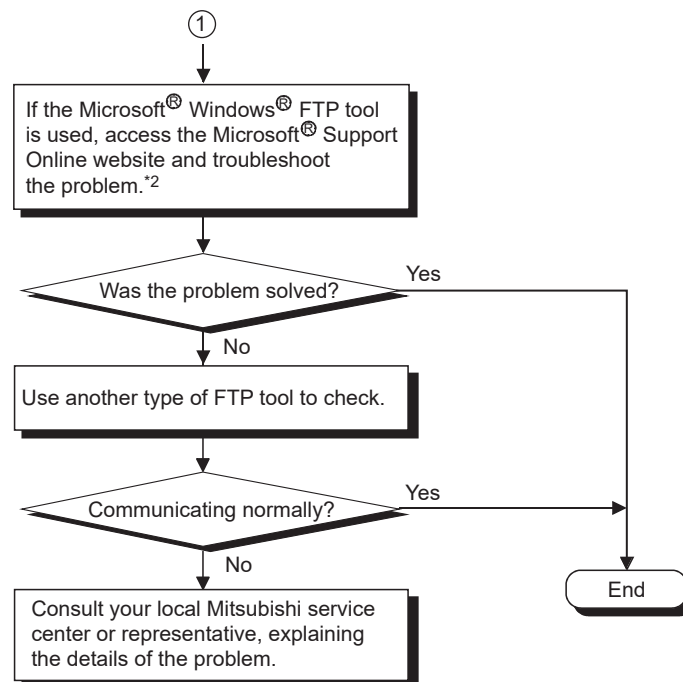 1
If the Microsoft® Windows® FTP tool
is used, access the Microsoft® Support
Online website and troubleshoot
the problem.*2
Was the problem solved?
Yes
No
Use another type of FTP tool to check.
Communicating normally?
Yes
No
End
Consult your local Mitsubishi service
center or representative, explaining
the details of the problem.